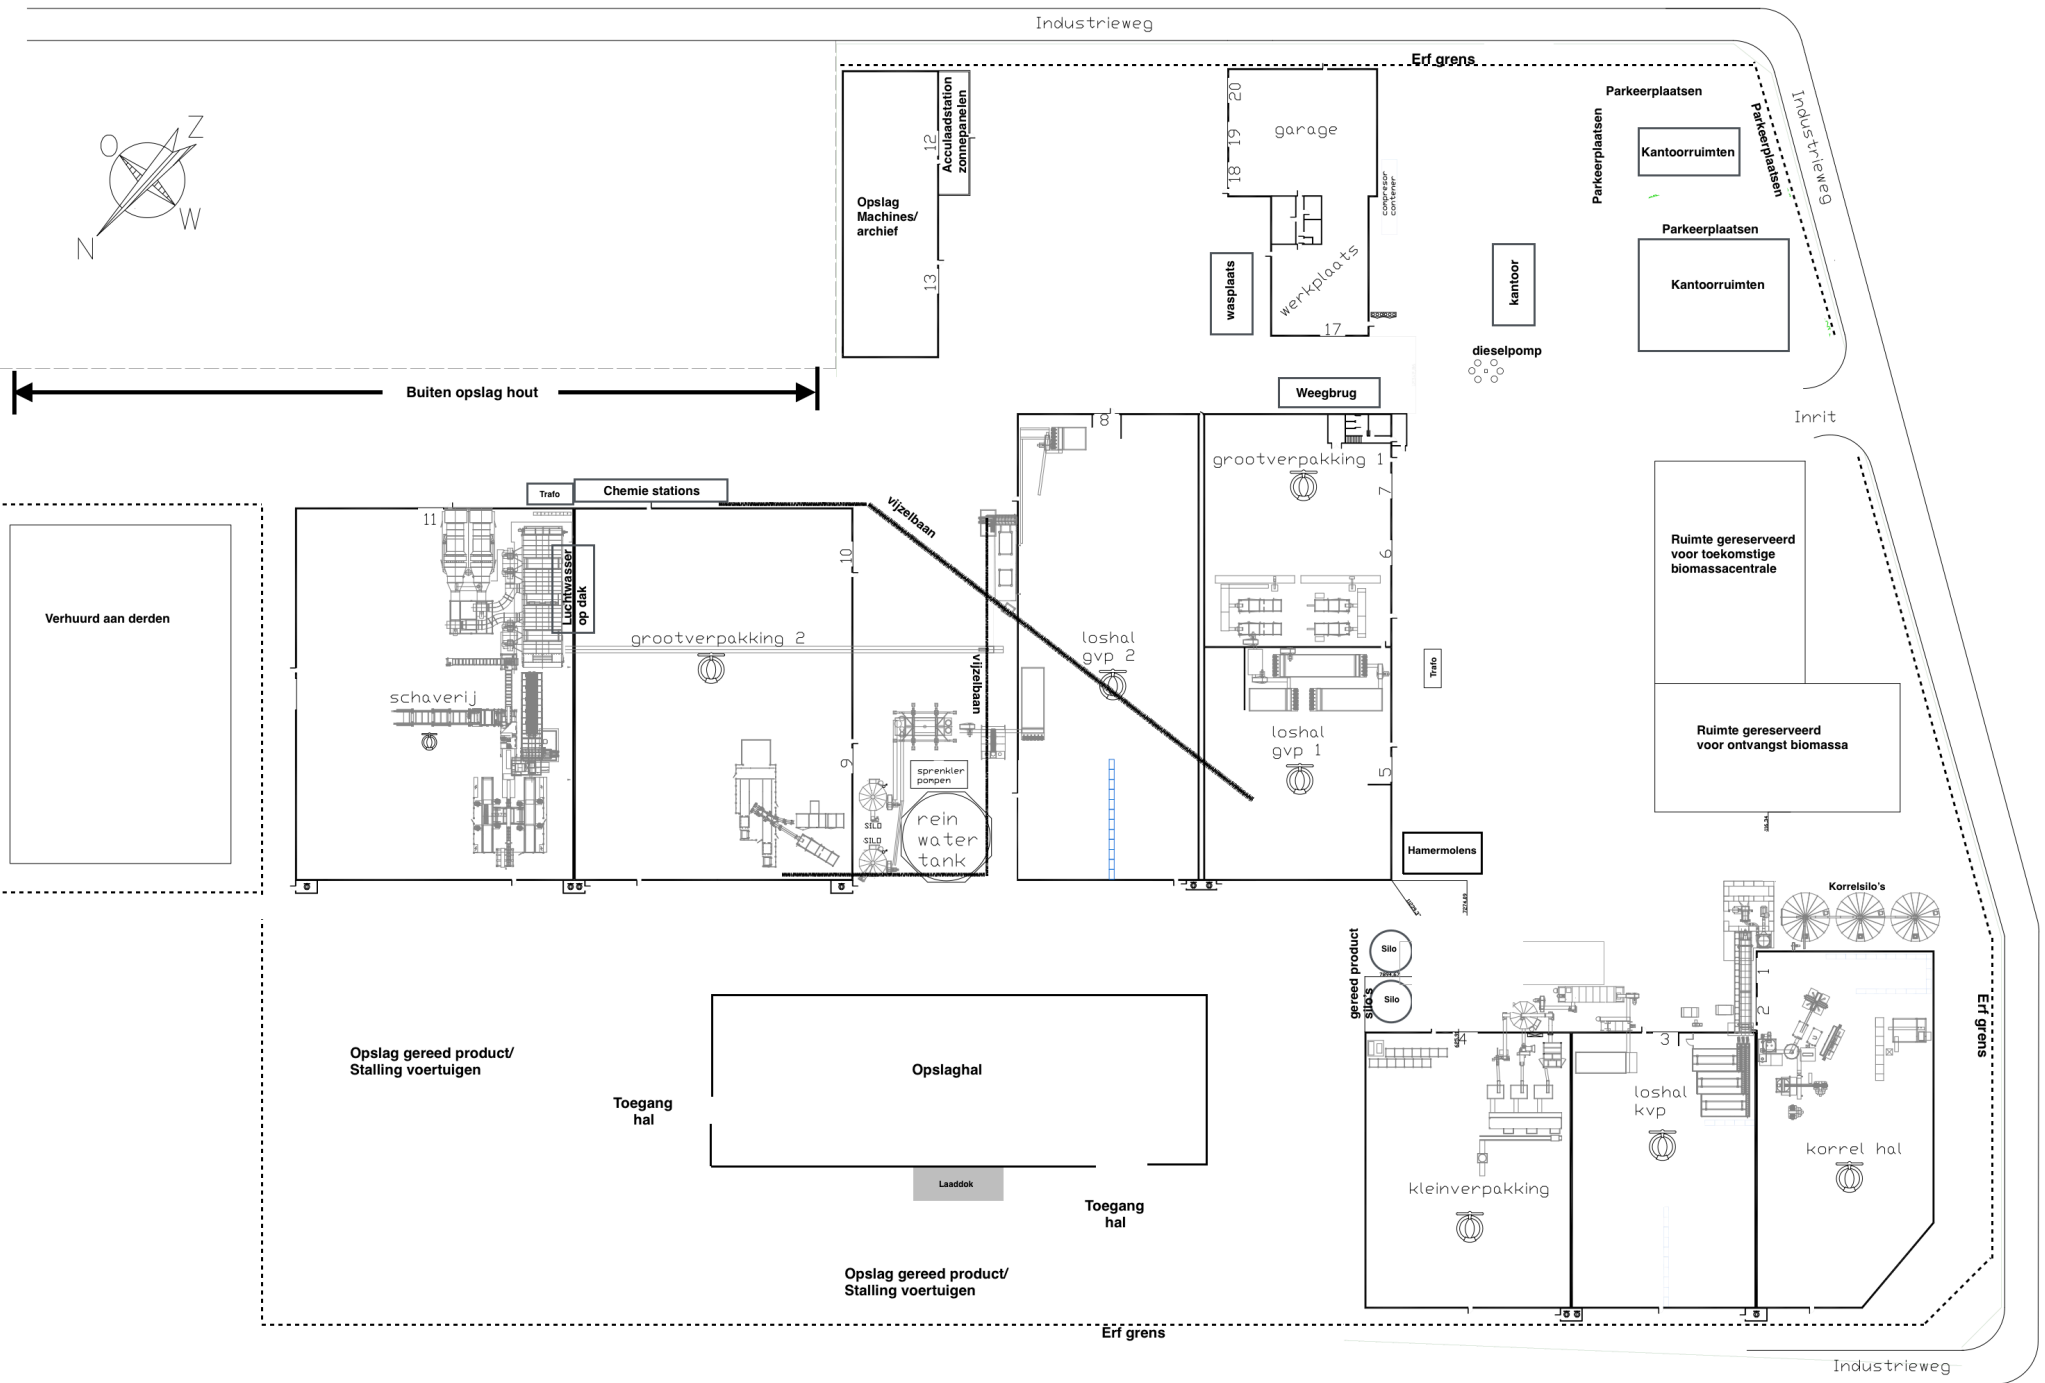 Industrieweg
Erf grens
Z
O
W
N
Opslag
Machines/
archief
12
13
Acculaadstation
zonnepanelen
20
19
18
garage
compresor
contener
werkplaats
17
wasplaats
kantoor
dieselpomp
Parkeerplaatsen
Parkeerplaatsen
Kantoorruimten
Parkeerplaatsen
Industrieweg
Parkeerplaatsen
Kantoorruimten
Inrit
Buiten opslag hout
Weegbrug
Verhuurd aan derden
Trafo
Chemie stations
11
Luchtwasser
op dak
schaverij
grootverpakking 2
10
9
vijzelbaan
vijzelbaan
sprenkler
pompen
SILO
SILO
rein
water
tank
8
loshal
gvp 2
grootverpakking 1
7
6
loshal
gvp 1
5
Trafo
Hamermolens
Ruimte gereserveerd
voor toekomstige
biomassacentrale
Ruimte gereserveerd
voor ontvangst biomassa
Korrelsilo's
gereed product
silo's
Silo
Silo
4
kleinverpakking
3
loshal
kvp
1
2
korrel hal
Erf grens
Opslag gereed product/
Stalling voertuigen
Toegang
hal
Opslaghal
Laaddok
Toegang
hal
Opslag gereed product/
Stalling voertuigen
Erf grens
Industrieweg